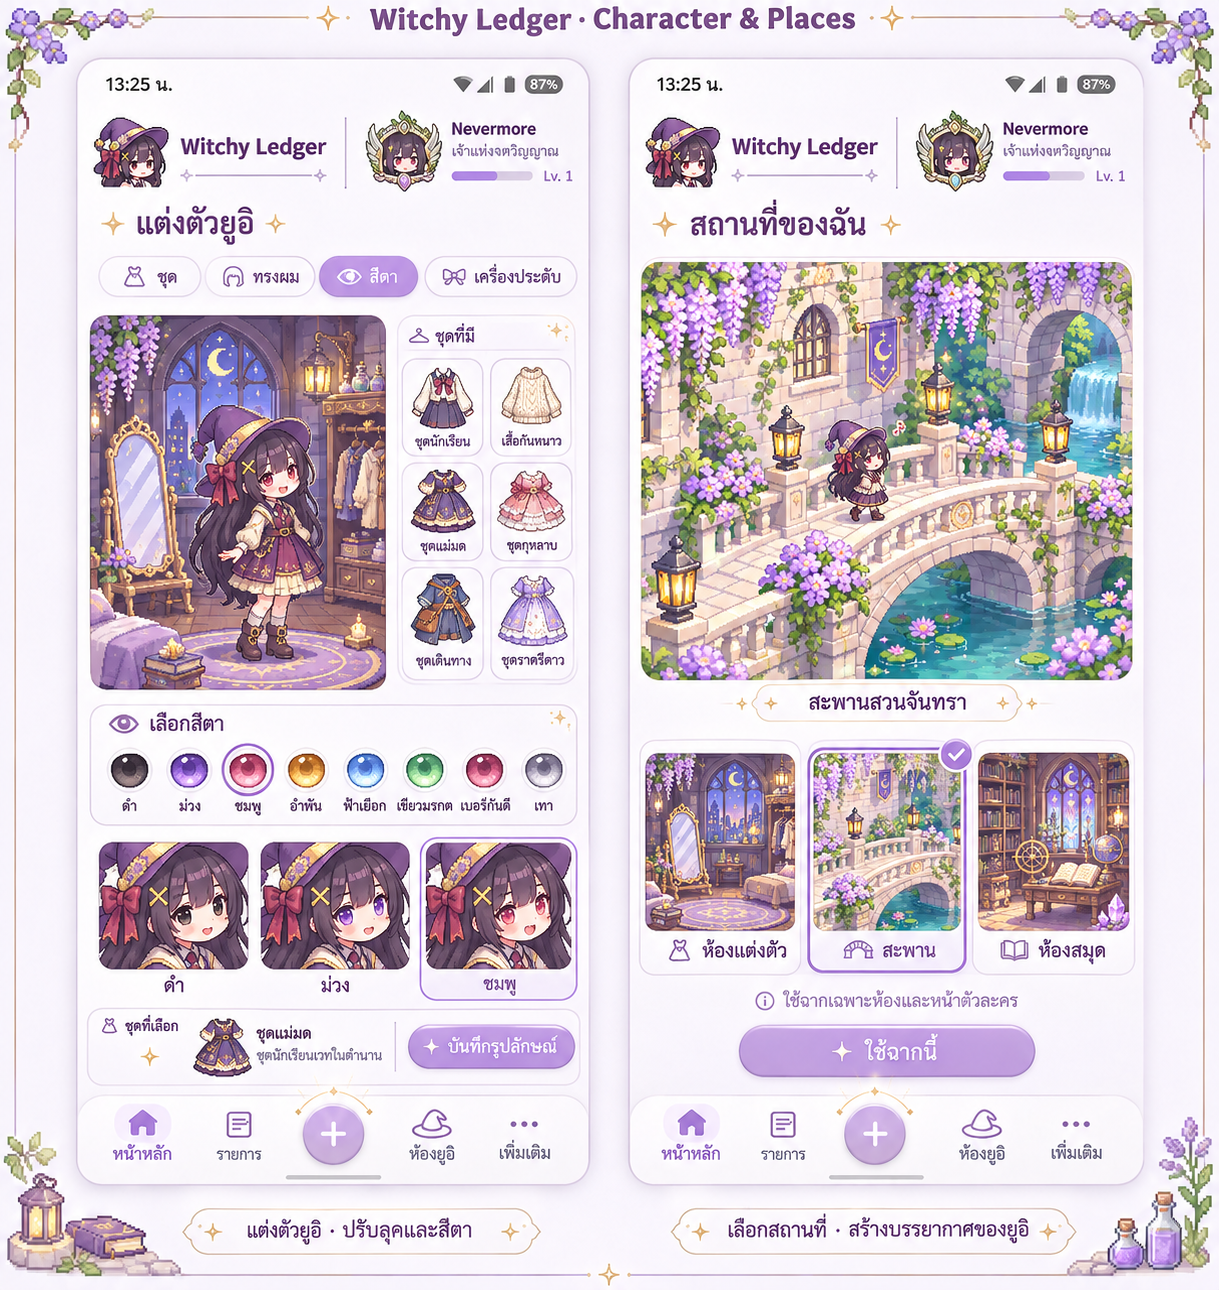 Witchy Ledger · Character & Places
13:25 น.
87%
Witchy Ledger
Nevermore
เจ้าแห่งจตวิญญาณ
Lv. 1
แต่งตัวยูอิ
ชุด
ทรงผม
สีตา
เครื่องประดับ
ชุดที่มี
ชุดนักเรียน
เสื้อกันหนาว
ชุดแม่มด
ชุดกุหลาบ
ชุดเดินทาง
ชุดราตรีดาว
เลือกสีตา
ดำ
ม่วง
ชมพู
อำพัน
ฟ้าเยือก
เขียวมรกต
เบอร์กันดี
เทา
ดำ
ม่วง
ชมพู
ชุดที่เลือก
ชุดแม่มด
ชุดนักเรียนเวทในตำนาน
บันทึกรูปลักษณ์
หน้าหลัก
รายการ
ห้องยูอิ
เพิ่มเติม
แต่งตัวยูอิ · ปรับลุคและสีตา
13:25 น.
87%
Witchy Ledger
Nevermore
เจ้าแห่งจตวิญญาณ
Lv. 1
สถานที่ของฉัน
สะพานสวนจันทรา
ห้องแต่งตัว
สะพาน
ห้องสมุด
ใช้ฉากเฉพาะห้องและหน้าตัวละคร
ใช้ฉากนี้
หน้าหลัก
รายการ
ห้องยูอิ
เพิ่มเติม
เลือกสถานที่ · สร้างบรรยากาศของยูอิ